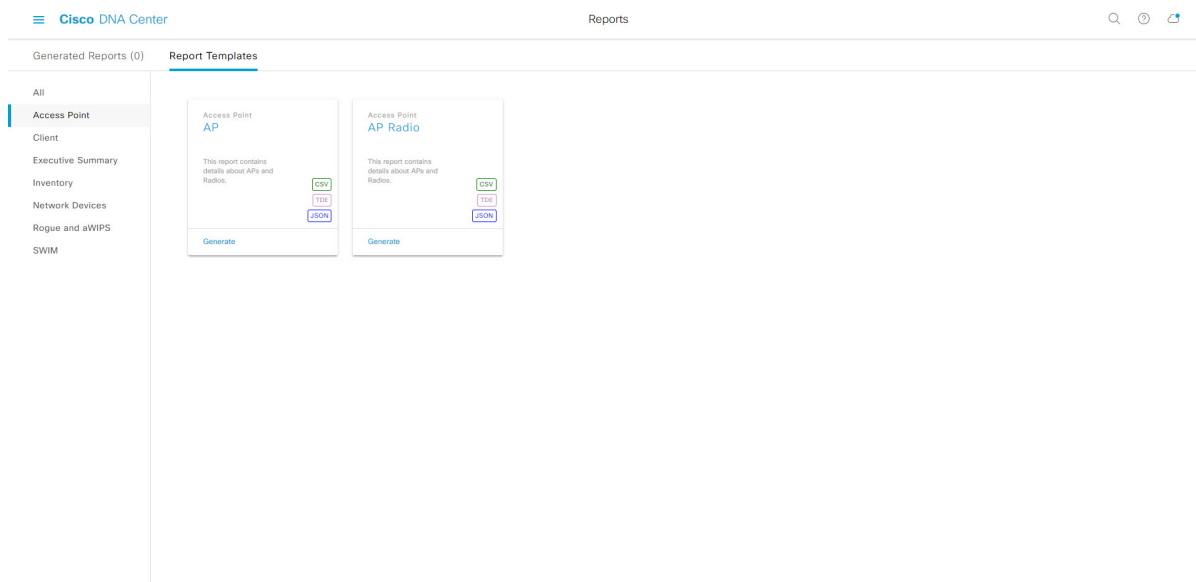 Cisco DNA Center
Reports
Generated Reports (0)
Report Templates
All
Access Point
Client
Executive Summary
Inventory
Network Devices
Rogue and aWIPS
SWIM
Access Point
AP
This report contains
details about APs and
Radios.
CSV
TDE
JSON
Generate
Access Point
AP Radio
This report contains
details about APs and
Radios.
CSV
TDE
JSON
Generate